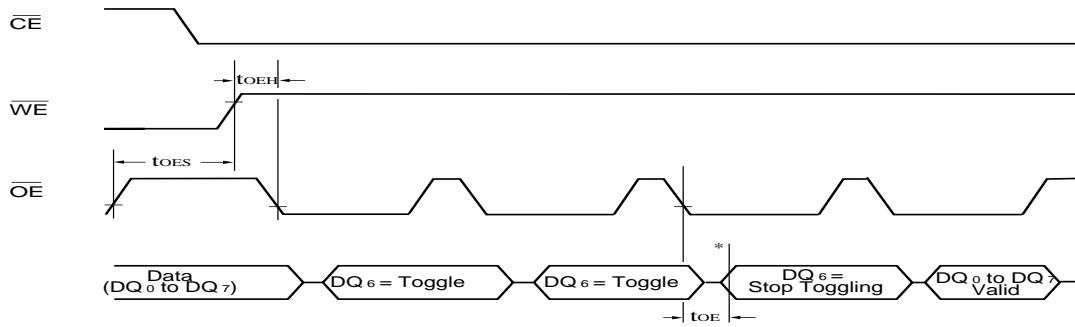 CE
tOEH
WE
tOES
OE
*
Data
(DQ0 to DQ7)
DQ6 = Toggle
DQ6 = Toggle
DQ6 =
Stop Toggling
DQ0 to DQ7
Valid
tOE